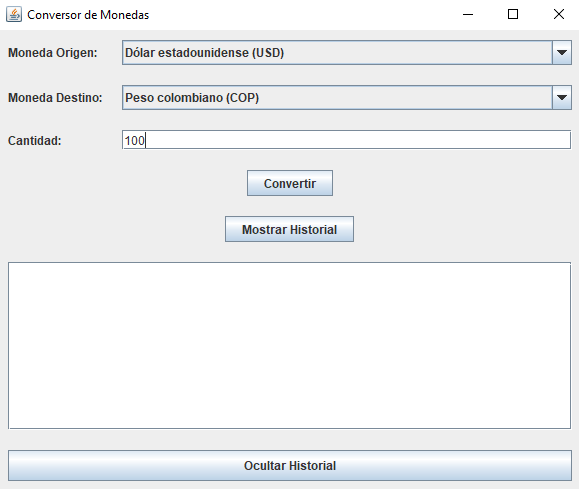 Conversor de Monedas
Moneda Origen: Dólar estadounidense (USD)
Moneda Destino: Peso colombiano (COP)
Cantidad: 100
Convertir
Mostrar Historial
Ocultar Historial